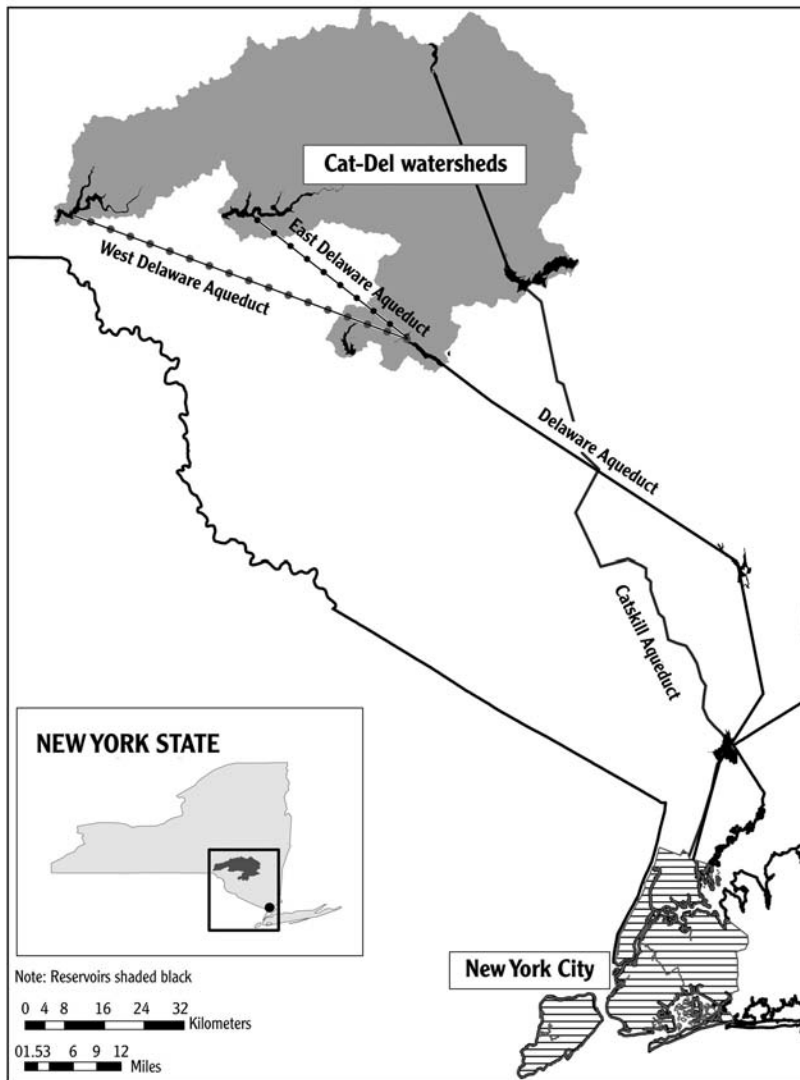 Cat-Del watersheds
West Delaware Aqueduct
East Delaware Aqueduct
Delaware Aqueduct
Catskill Aqueduct
NEW YORK STATE
New York City
Note: Reservoirs shaded black
0 4 8 16 24 32
Kilometers
01.53 6 9 12
Miles